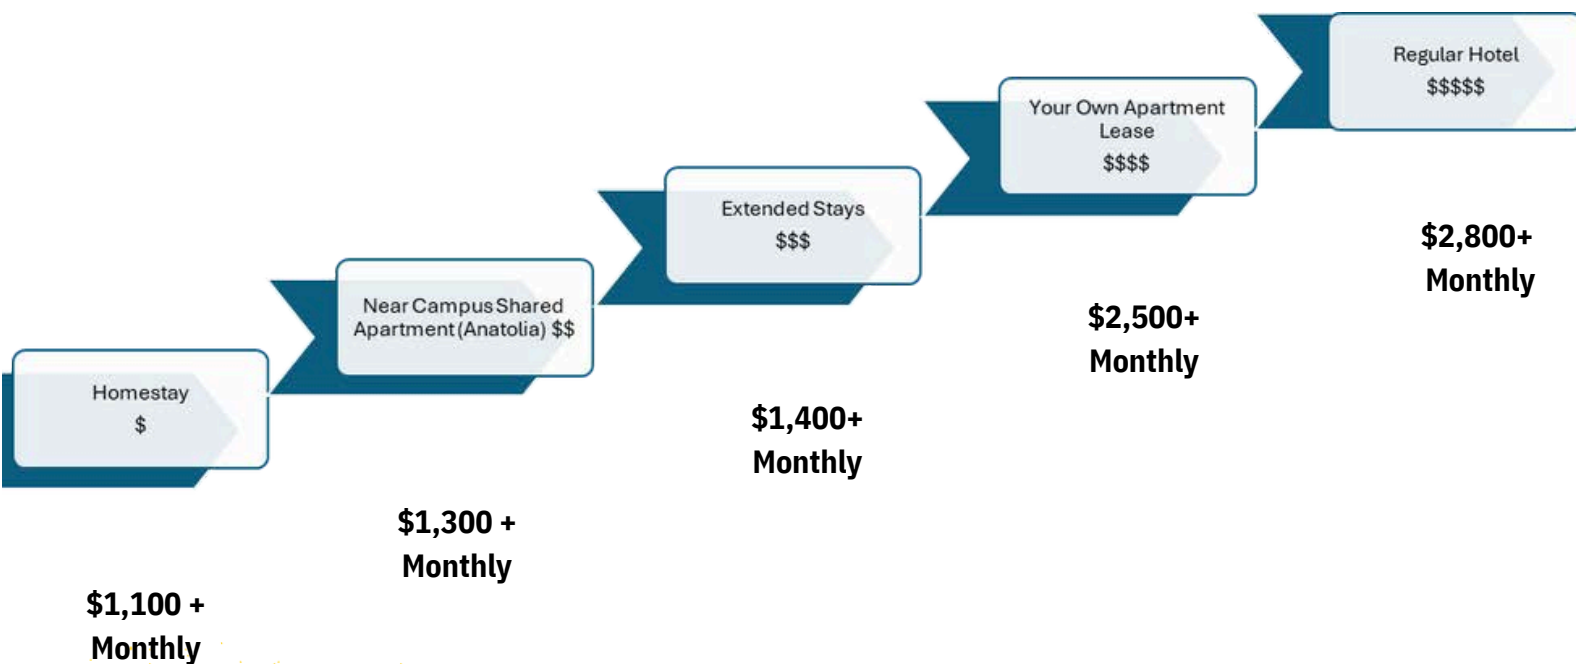 Homestay
$
$1,100 +
Monthly
Near Campus Shared
Apartment (Anatolia) $$
$1,300 +
Monthly
Extended Stays
$$$
$1,400+
Monthly
Your Own Apartment
Lease
$$$$
$2,500+
Monthly
Regular Hotel
$$$$$
$2,800+
Monthly